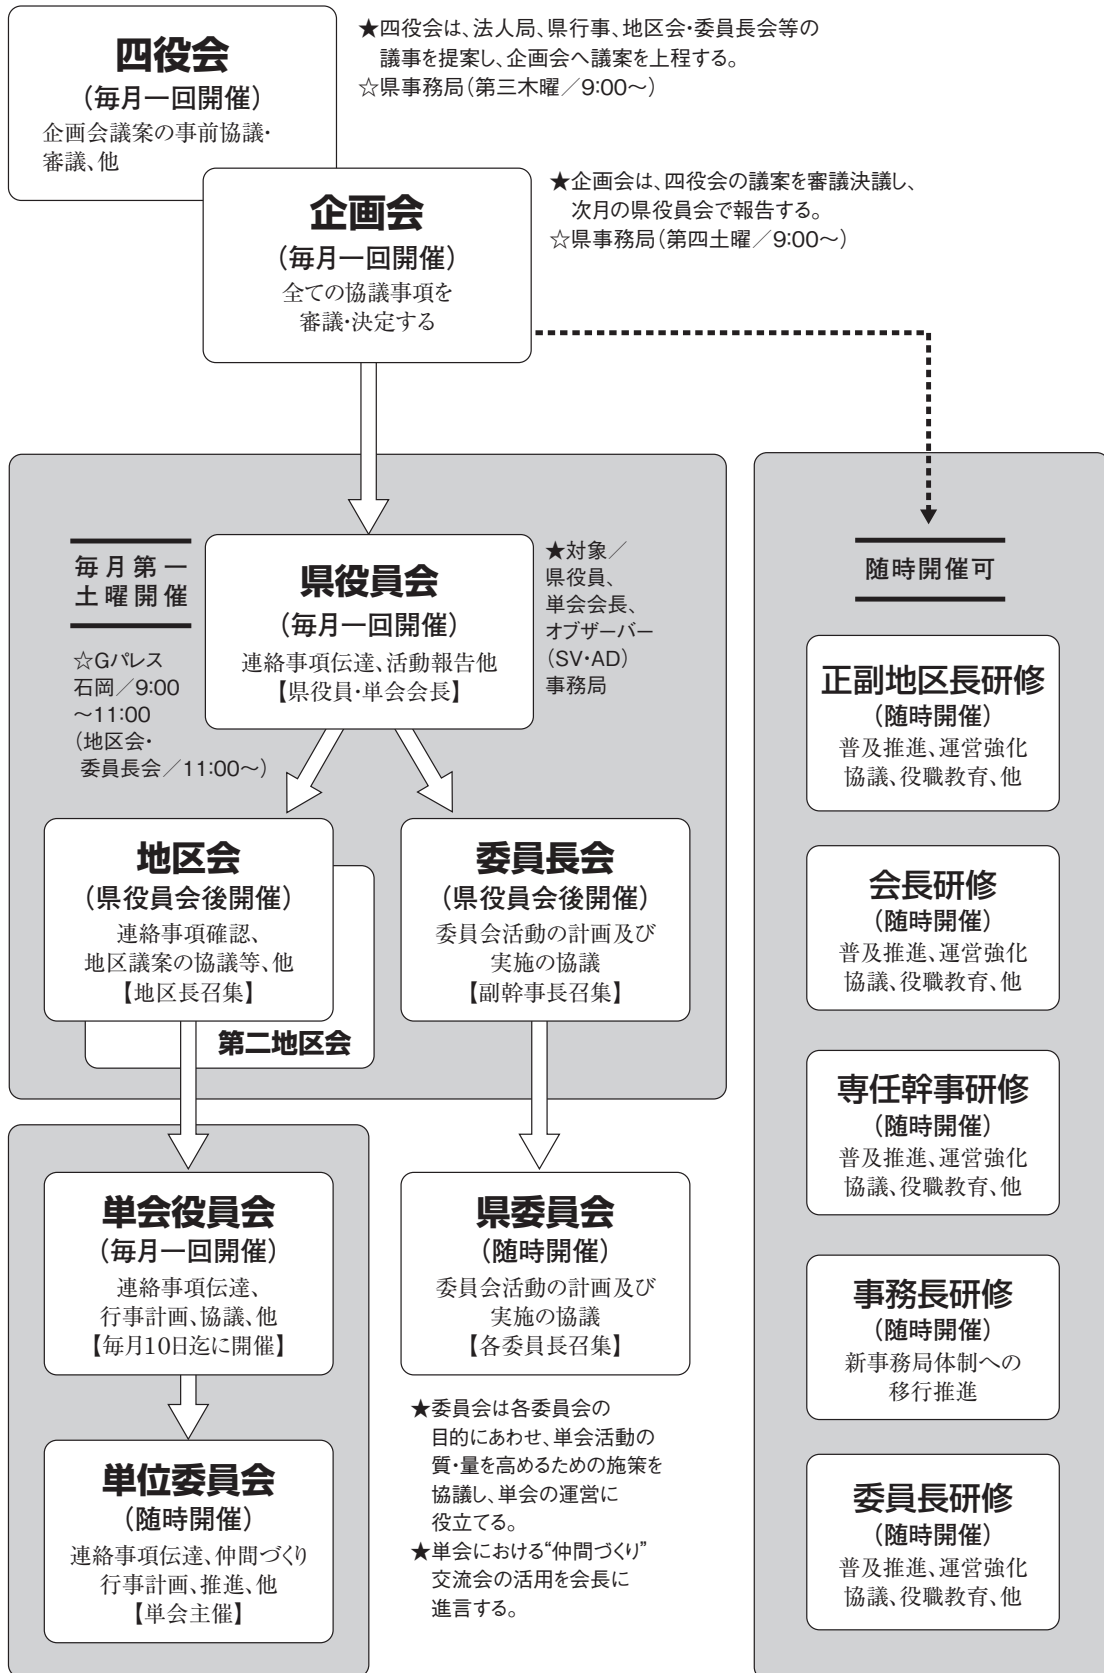 四役会
(毎月一回開催)
企画会議案の事前協議・
審議、他
★四役会は、法人局、県行事、地区会・委員長会等の
議事を提案し、企画会へ議案を上程する。
☆県事務局(第三木曜／9:00～)
企画会
(毎月一回開催)
全ての協議事項を
審議・決定する
★企画会は、四役会の議案を審議決議し、
次月の県役員会で報告する。
☆県事務局(第四土曜／9:00～)
毎月第一
土曜開催
☆Gパレス
石岡／9:00
～11:00
(地区会・
委員長会／11:00～)
県役員会
(毎月一回開催)
連絡事項伝達、活動報告他
【県役員・単会会長】
★対象／
県役員、
単会会長、
オブザーバー
(SV・AD)
事務局
地区会
(県役員会後開催)
連絡事項確認、
地区議案の協議等、他
【地区長召集】
第二地区会
委員長会
(県役員会後開催)
委員会活動の計画及び
実施の協議
【副幹事長召集】
単会役員会
(毎月一回開催)
連絡事項伝達、
行事計画、協議、他
【毎月10日迄に開催】
単位委員会
(随時開催)
連絡事項伝達、仲間づくり
行事計画、推進、他
【単会主催】
県委員会
(随時開催)
委員会活動の計画及び
実施の協議
【各委員長召集】
★委員会は各委員会の
目的にあわせ、単会活動の
質・量を高めるための施策を
協議し、単会の運営に
役立てる。
★単会における“仲間づくり”
交流会の活用を会長に
進言する。
随時開催可
正副地区長研修
(随時開催)
普及推進、運営強化
協議、役職教育、他
会長研修
(随時開催)
普及推進、運営強化
協議、役職教育、他
専任幹事研修
(随時開催)
普及推進、運営強化
協議、役職教育、他
事務長研修
(随時開催)
新事務局体制への
移行推進
委員長研修
(随時開催)
普及推進、運営強化
協議、役職教育、他